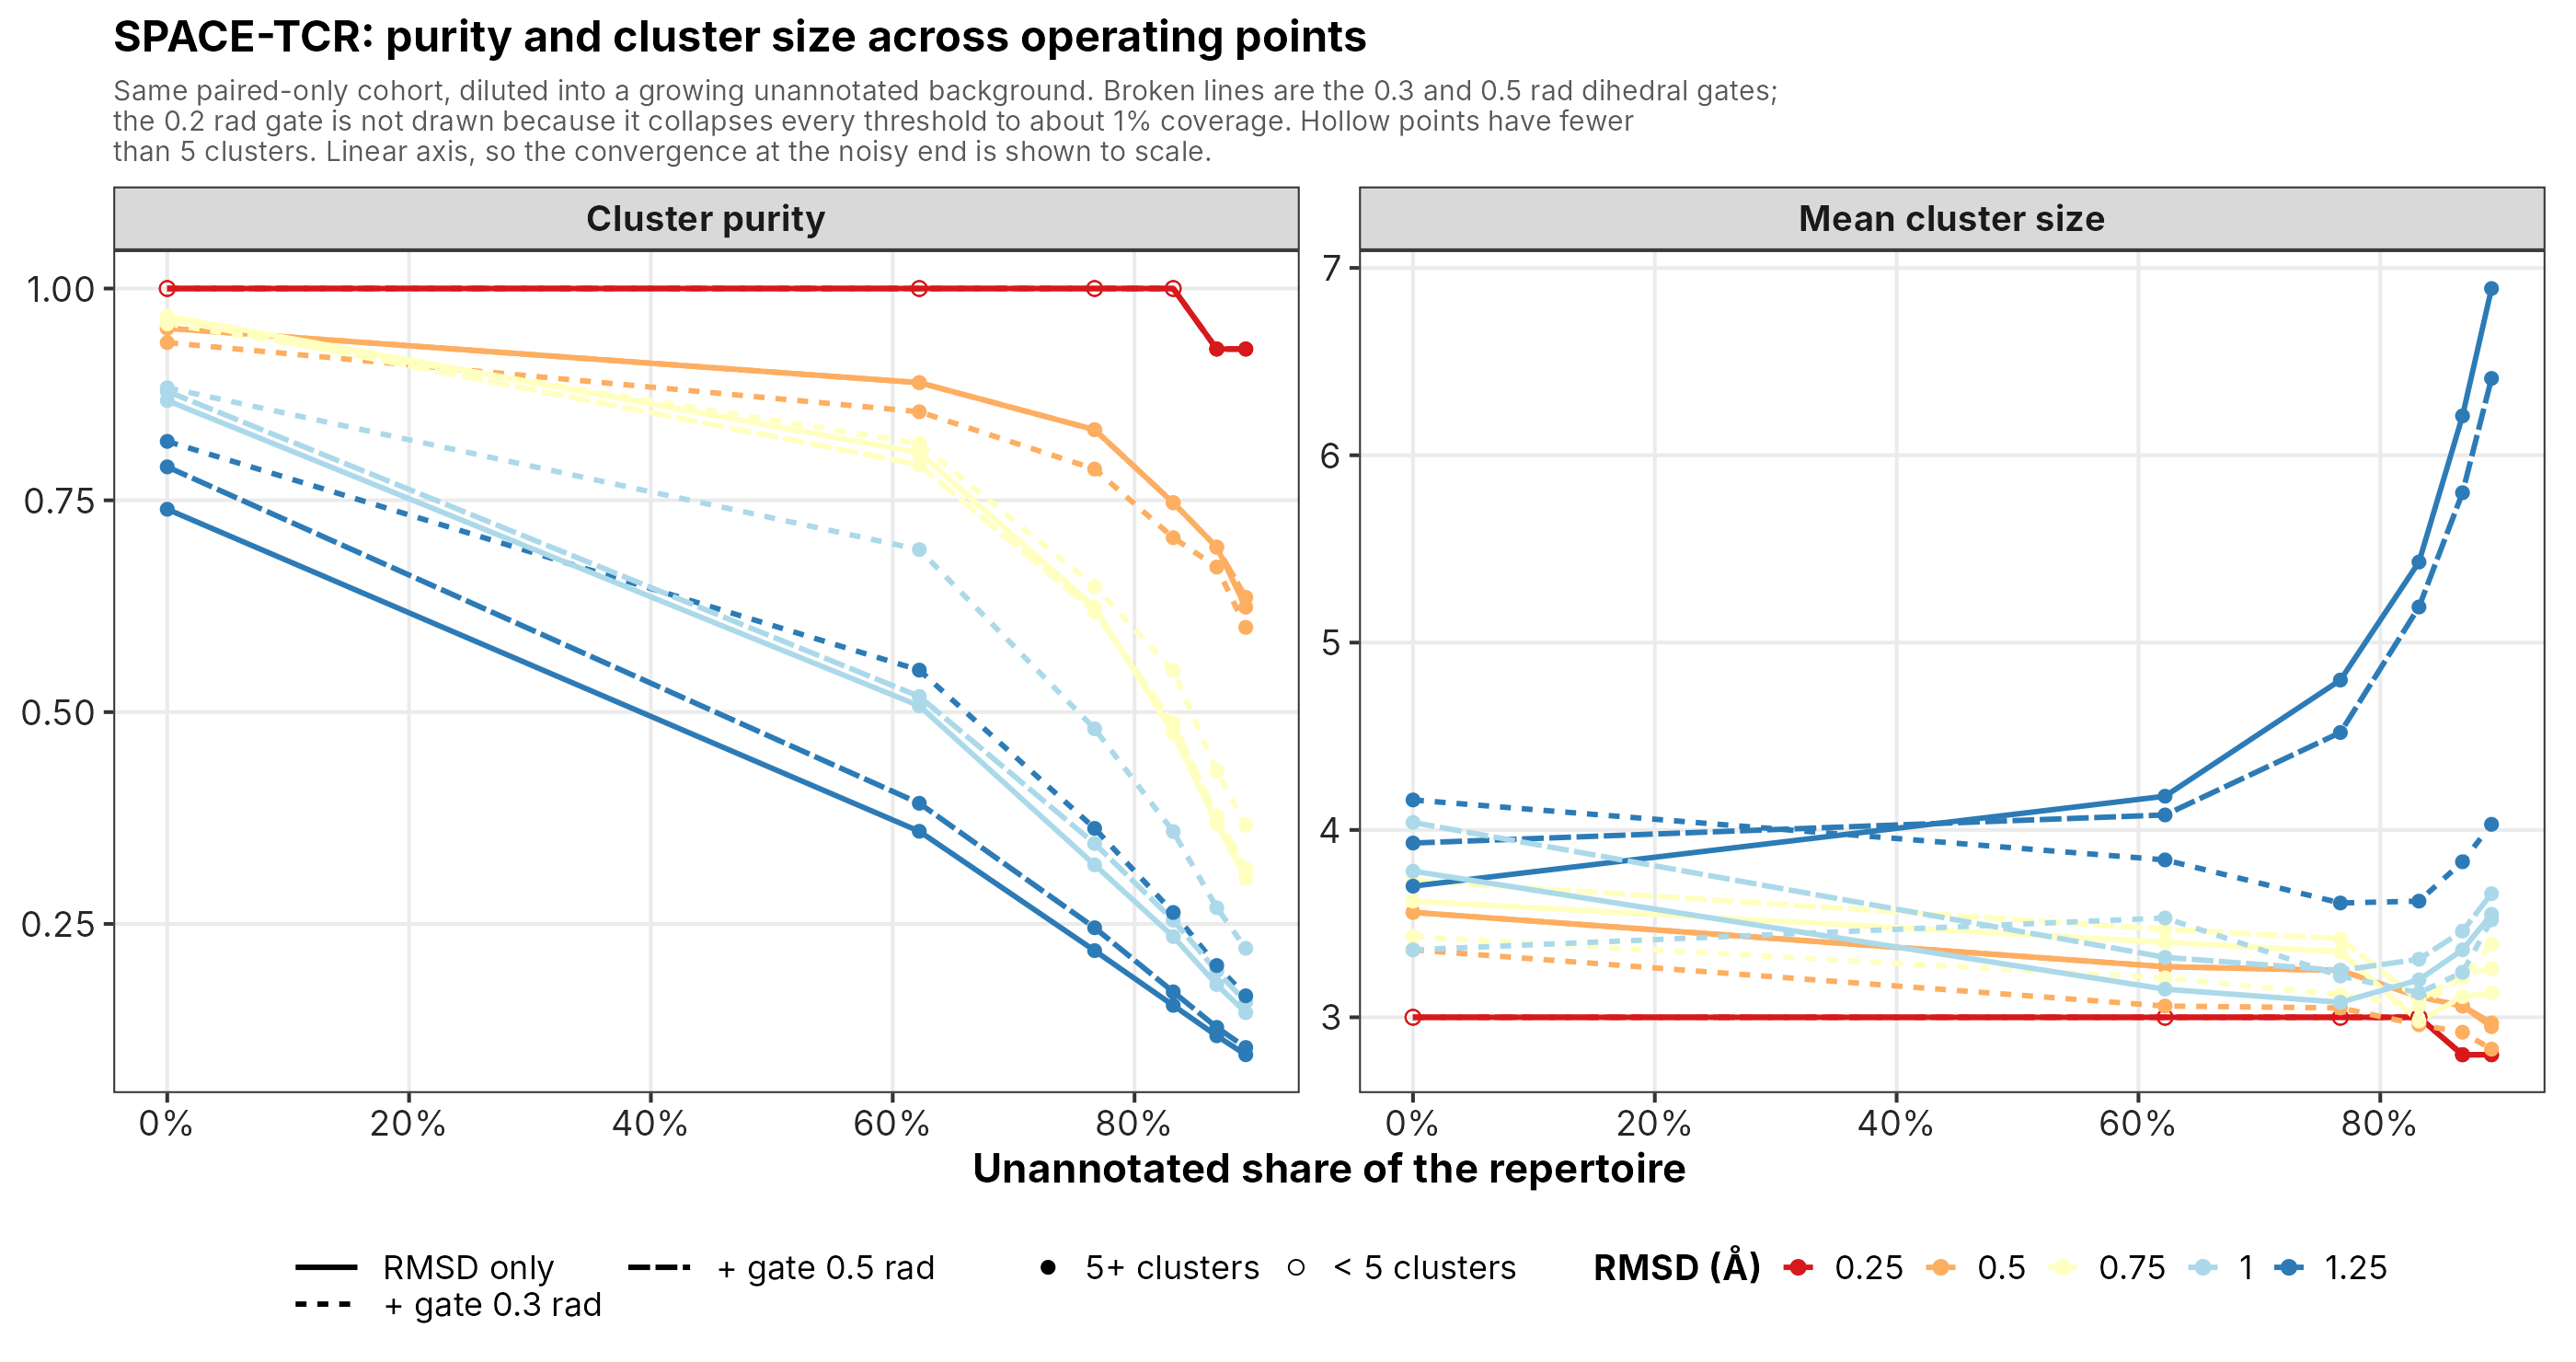 SPACE-TCR: purity and cluster size across operating points
Same paired-only cohort, diluted into a growing unannotated background. Broken lines are the 0.3 and 0.5 rad dihedral gates;
the 0.2 rad gate is not drawn because it collapses every threshold to about 1% coverage. Hollow points have fewer
than 5 clusters. Linear axis, so the convergence at the noisy end is shown to scale.
Cluster purity
1.00
0.75
0.50
0.25
0% 20% 40% 60% 80%
Mean cluster size
7
6
5
4
3
0% 20% 40% 60% 80%
Unannotated share of the repertoire
RMSD only
+ gate 0.5 rad
+ gate 0.3 rad
5+ clusters
< 5 clusters
RMSD (Å) 0.25 0.5 0.75 1 1.25